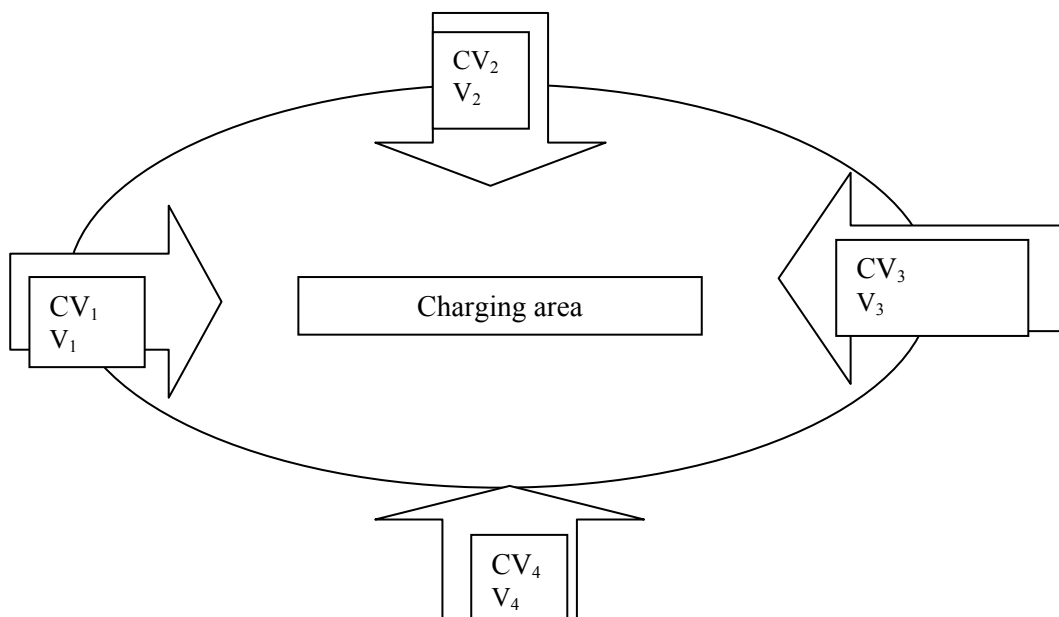 CV₂
V₂
CV₁
V₁
Charging area
CV₃
V₃
CV₄
V₄